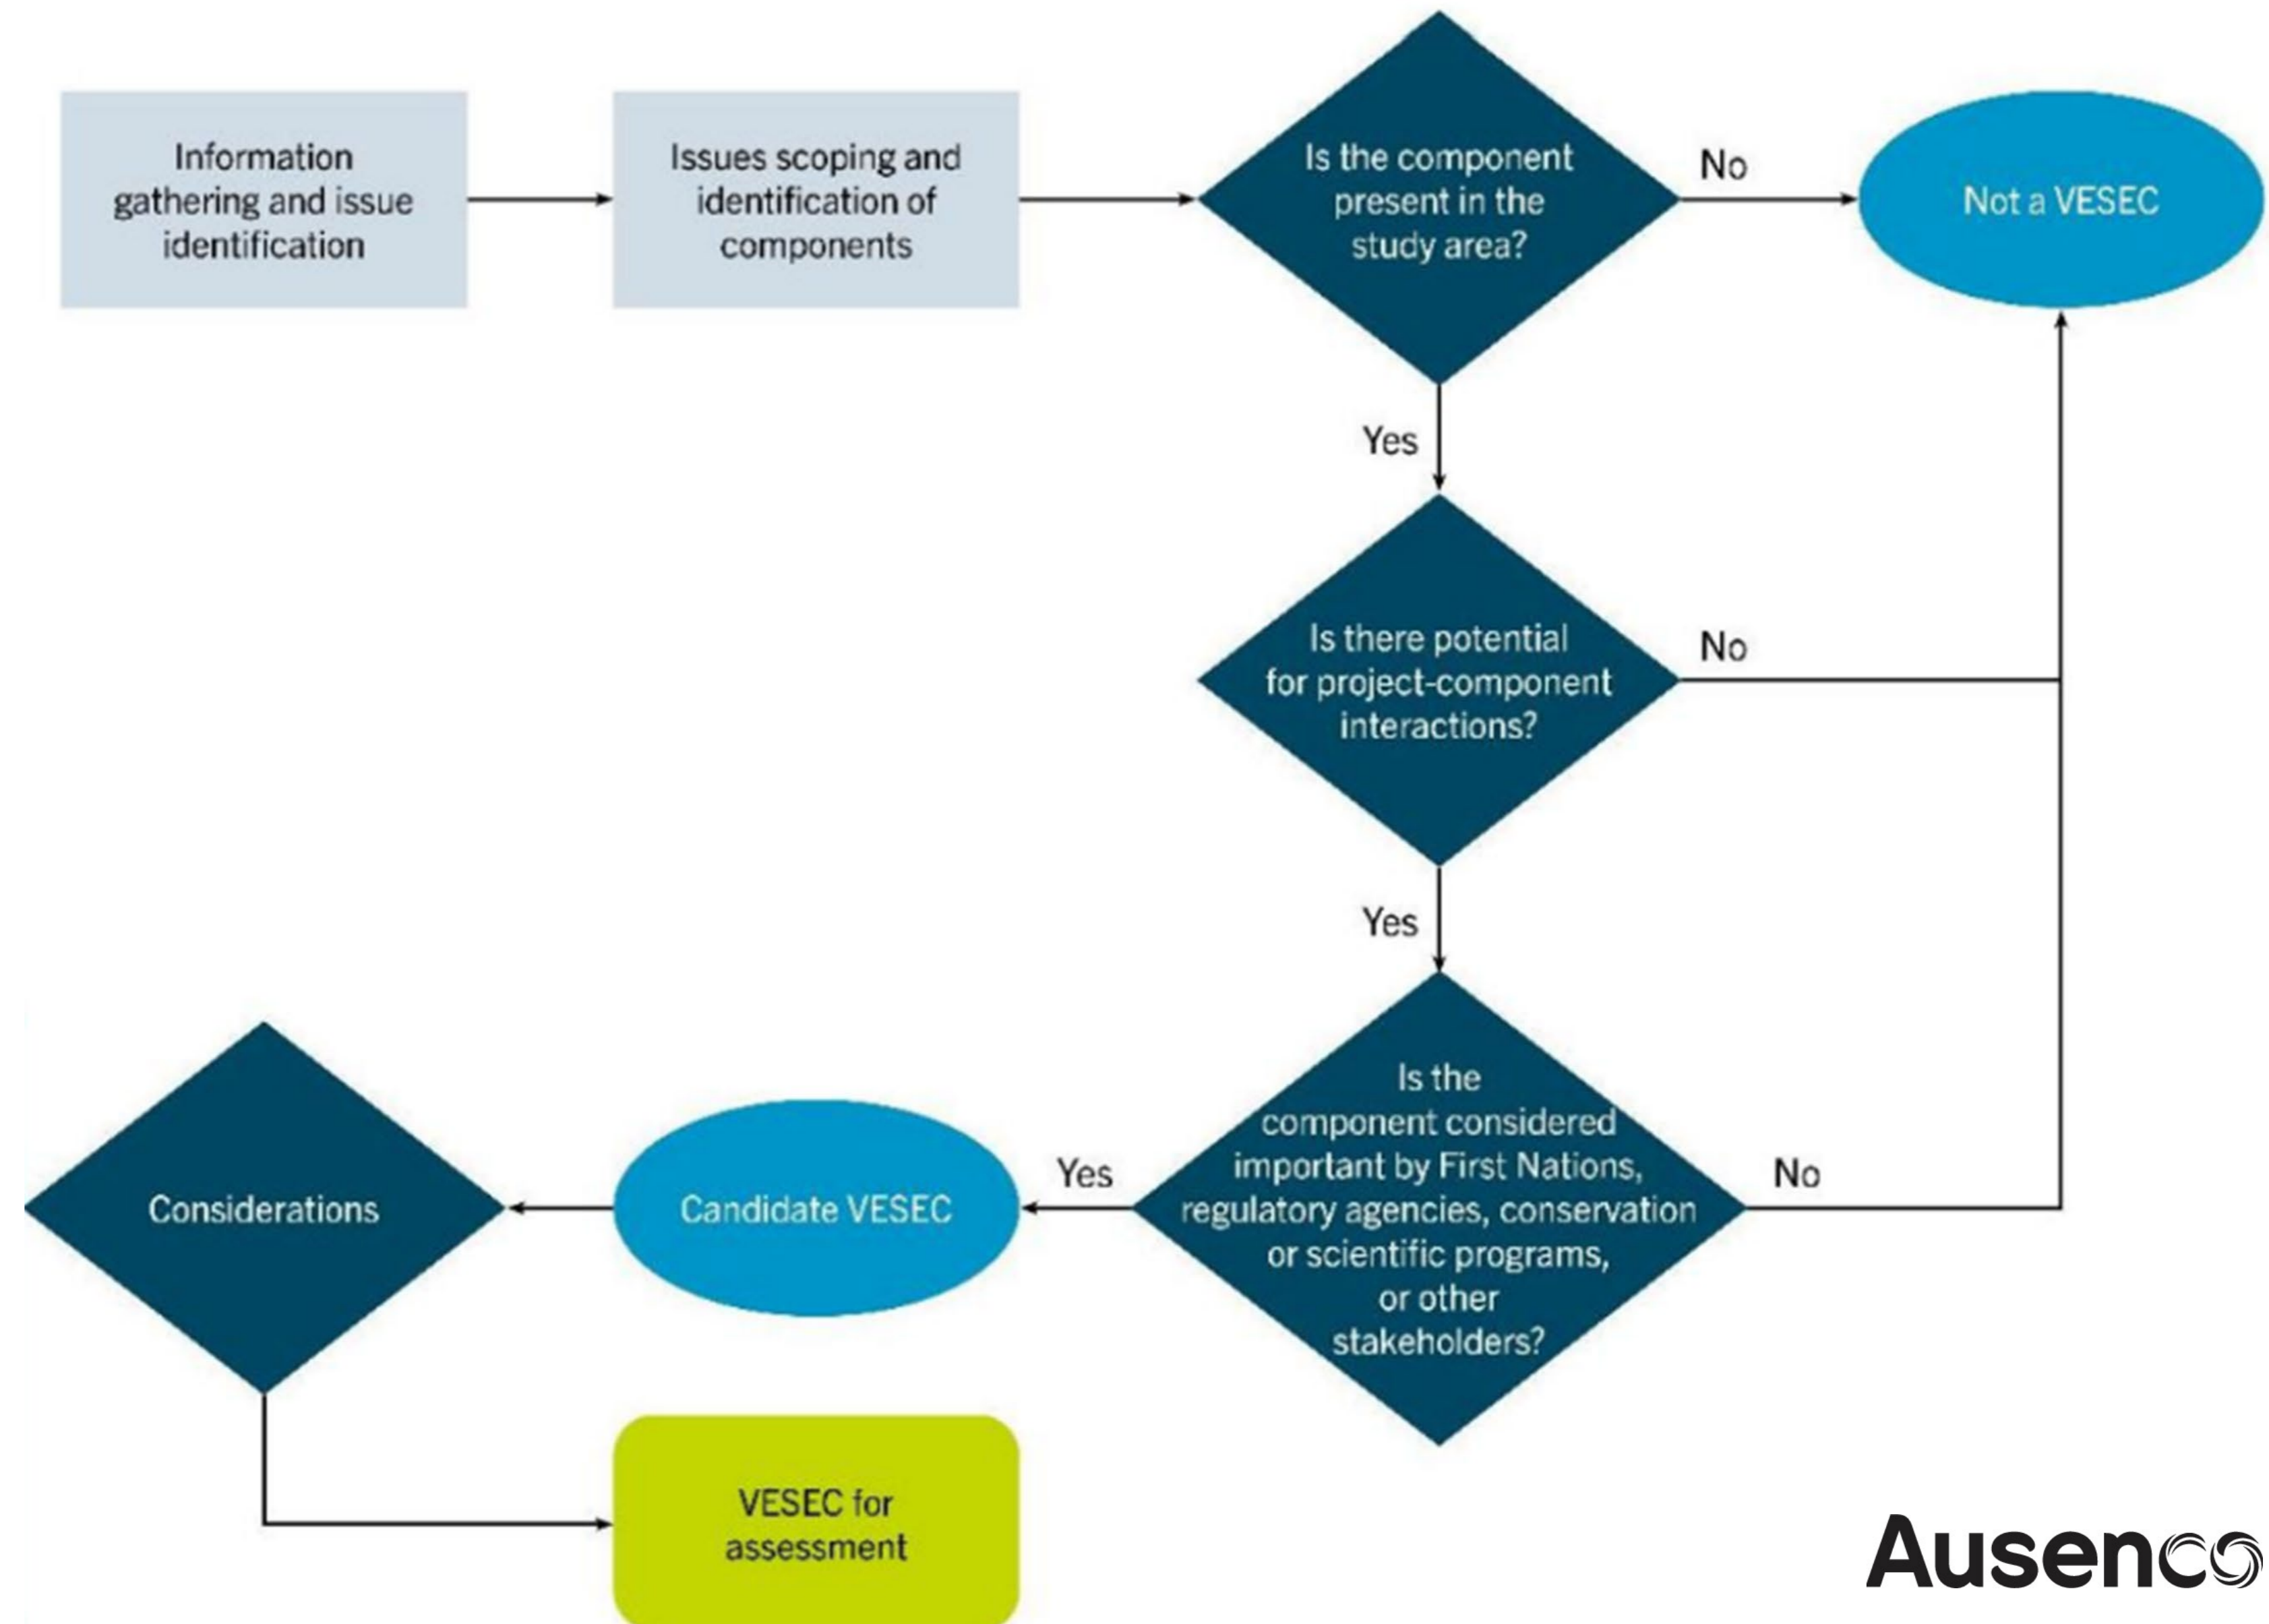 Information
gathering and issue
identification
Issues scoping and
identification of
components
Is the component
present in the
study area?
No
Not a VESEC
Yes
Is there potential
for project-component
interactions?
No
Yes
Is the
component considered
important by First Nations,
regulatory agencies, conservation
or scientific programs,
or other
stakeholders?
No
Yes
Candidate VESEC
Considerations
VESEC for
assessment
Ausenco